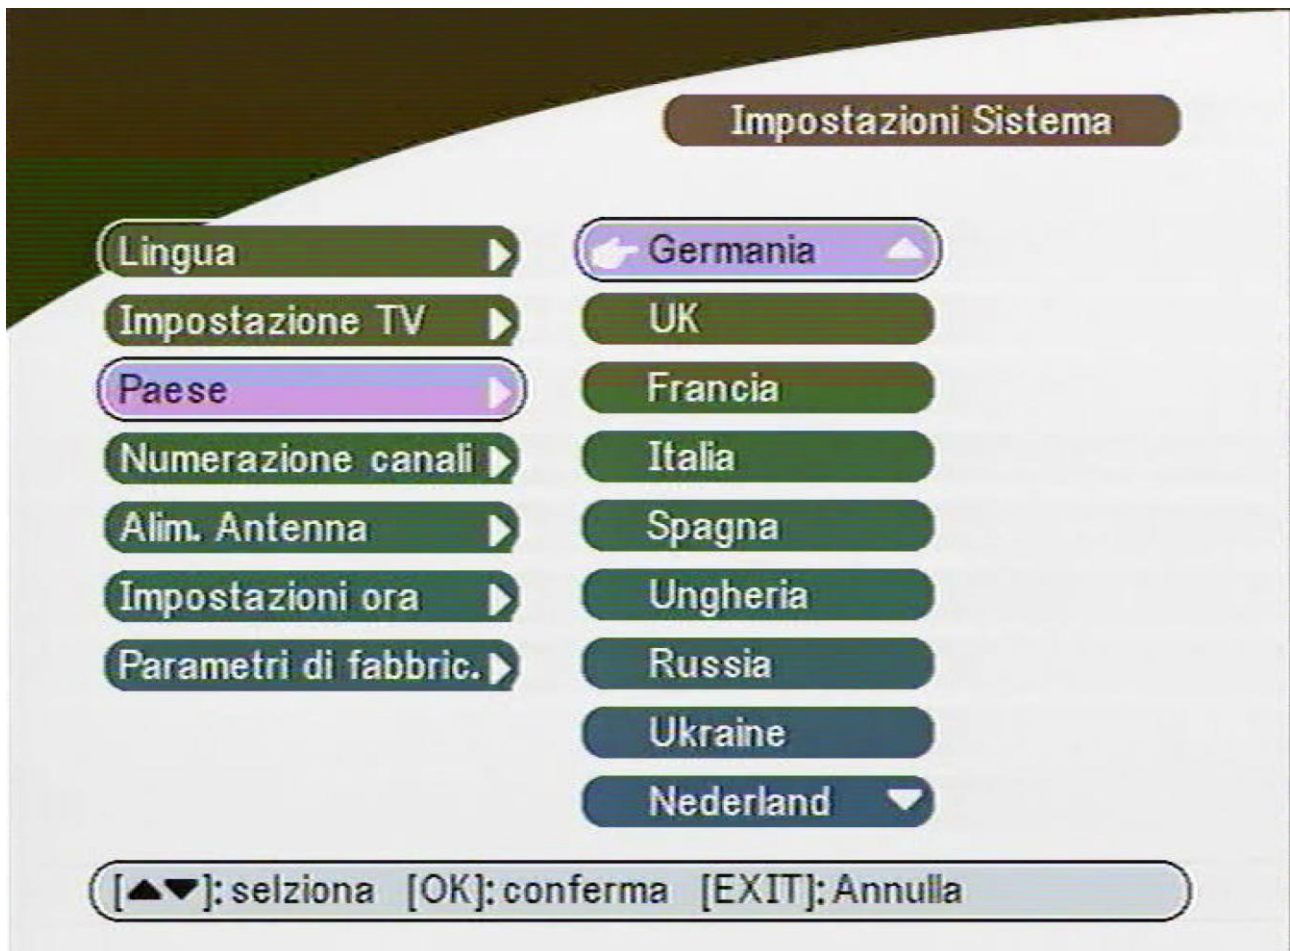 Impostazioni Sistema
Lingua
Impostazione TV
Paese
Numerazione canali
Alim. Antenna
Impostazioni ora
Parametri di fabbric.
Germania
UK
Francia
Italia
Spagna
Ungheria
Russia
Ukraine
Nederland
[▲▼]: selziona [OK]: conferma [EXIT]: Annulla